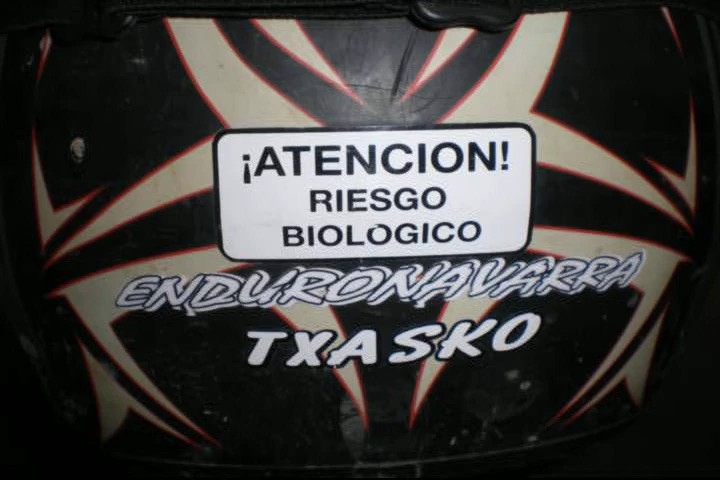 ¡ATENCION!
RIESGO
BIOLOGICO
ENDURONAVARRA
TXASKO